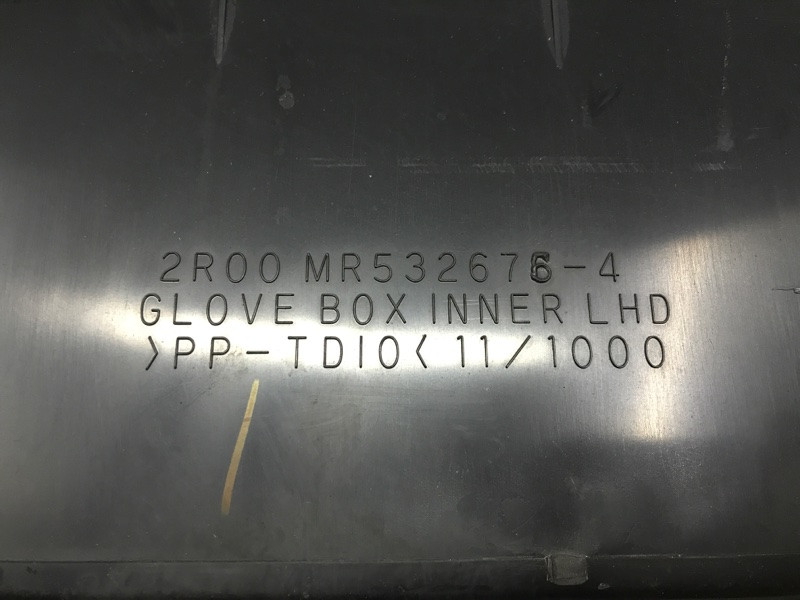 2R00 MR532676-4
GLOVE BOX INNER LHD
>PP-TD10< 11/1000